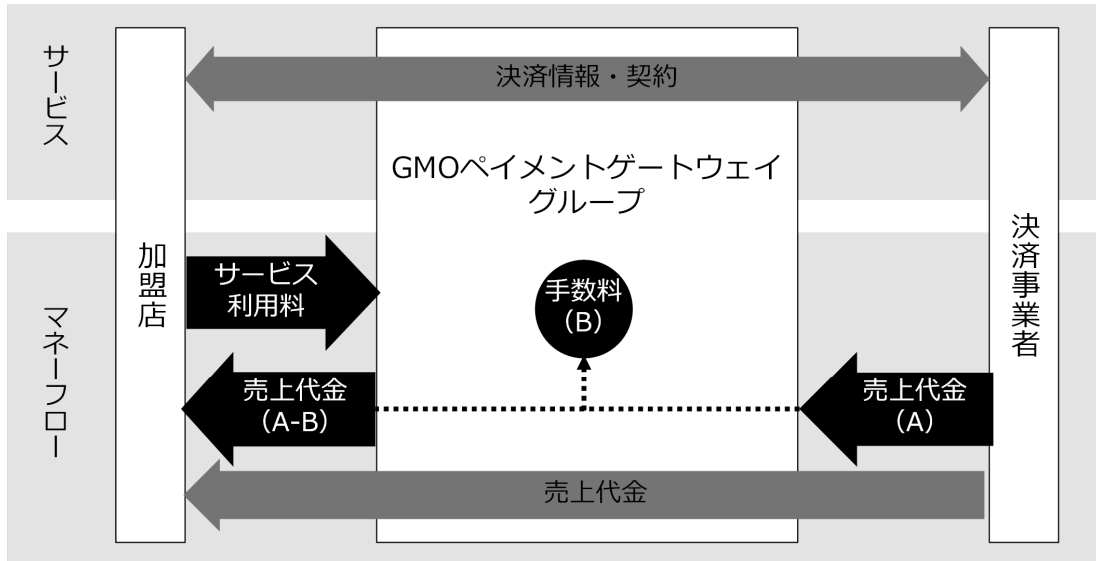 サービス
決済情報・契約
GMOペイメントゲートウェイ
グループ
加盟店
決済事業者
マネーフロー
サービス
利用料
手数料
（B）
売上代金
（A-B）
売上代金
（A）
売上代金